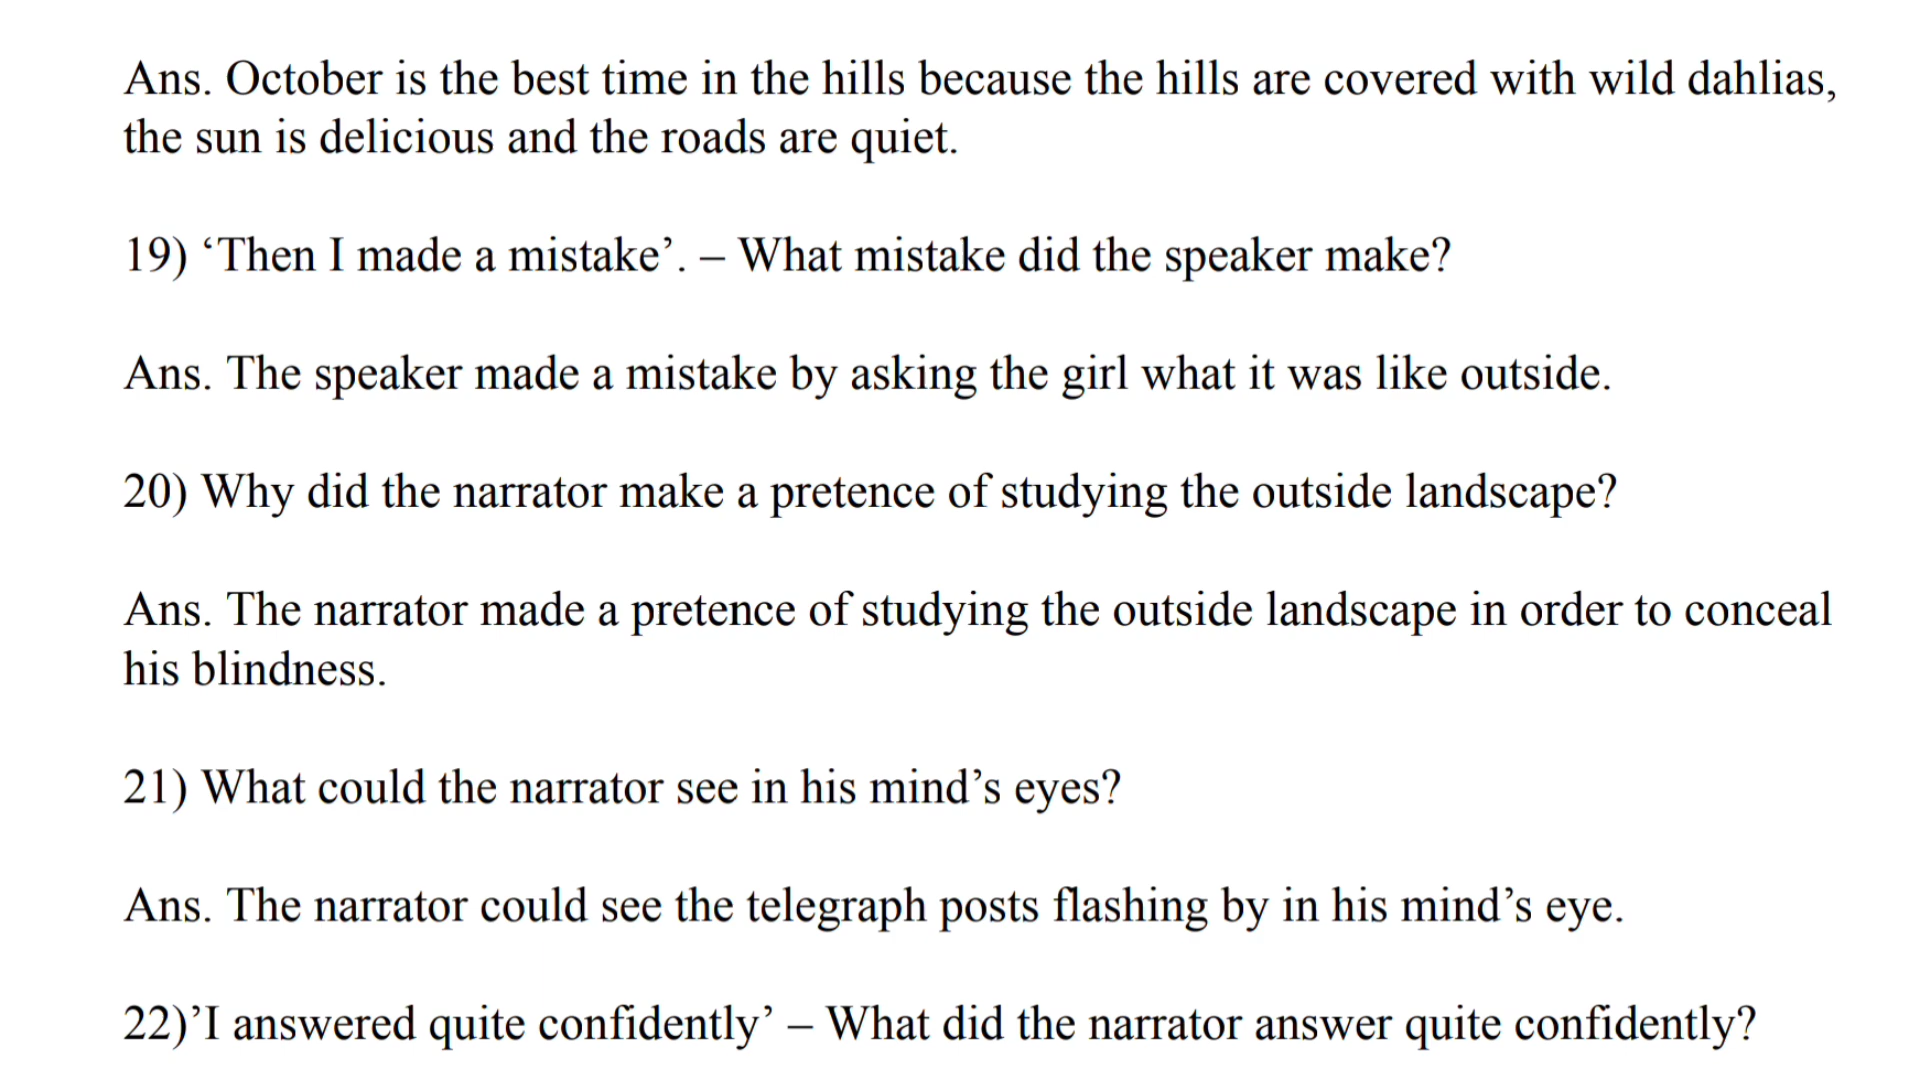 Ans. October is the best time in the hills because the hills are covered with wild dahlias,
the sun is delicious and the roads are quiet.
19) ‘Then I made a mistake’. – What mistake did the speaker make?
Ans. The speaker made a mistake by asking the girl what it was like outside.
20) Why did the narrator make a pretence of studying the outside landscape?
Ans. The narrator made a pretence of studying the outside landscape in order to conceal
his blindness.
21) What could the narrator see in his mind’s eyes?
Ans. The narrator could see the telegraph posts flashing by in his mind’s eye.
22)’I answered quite confidently’ – What did the narrator answer quite confidently?